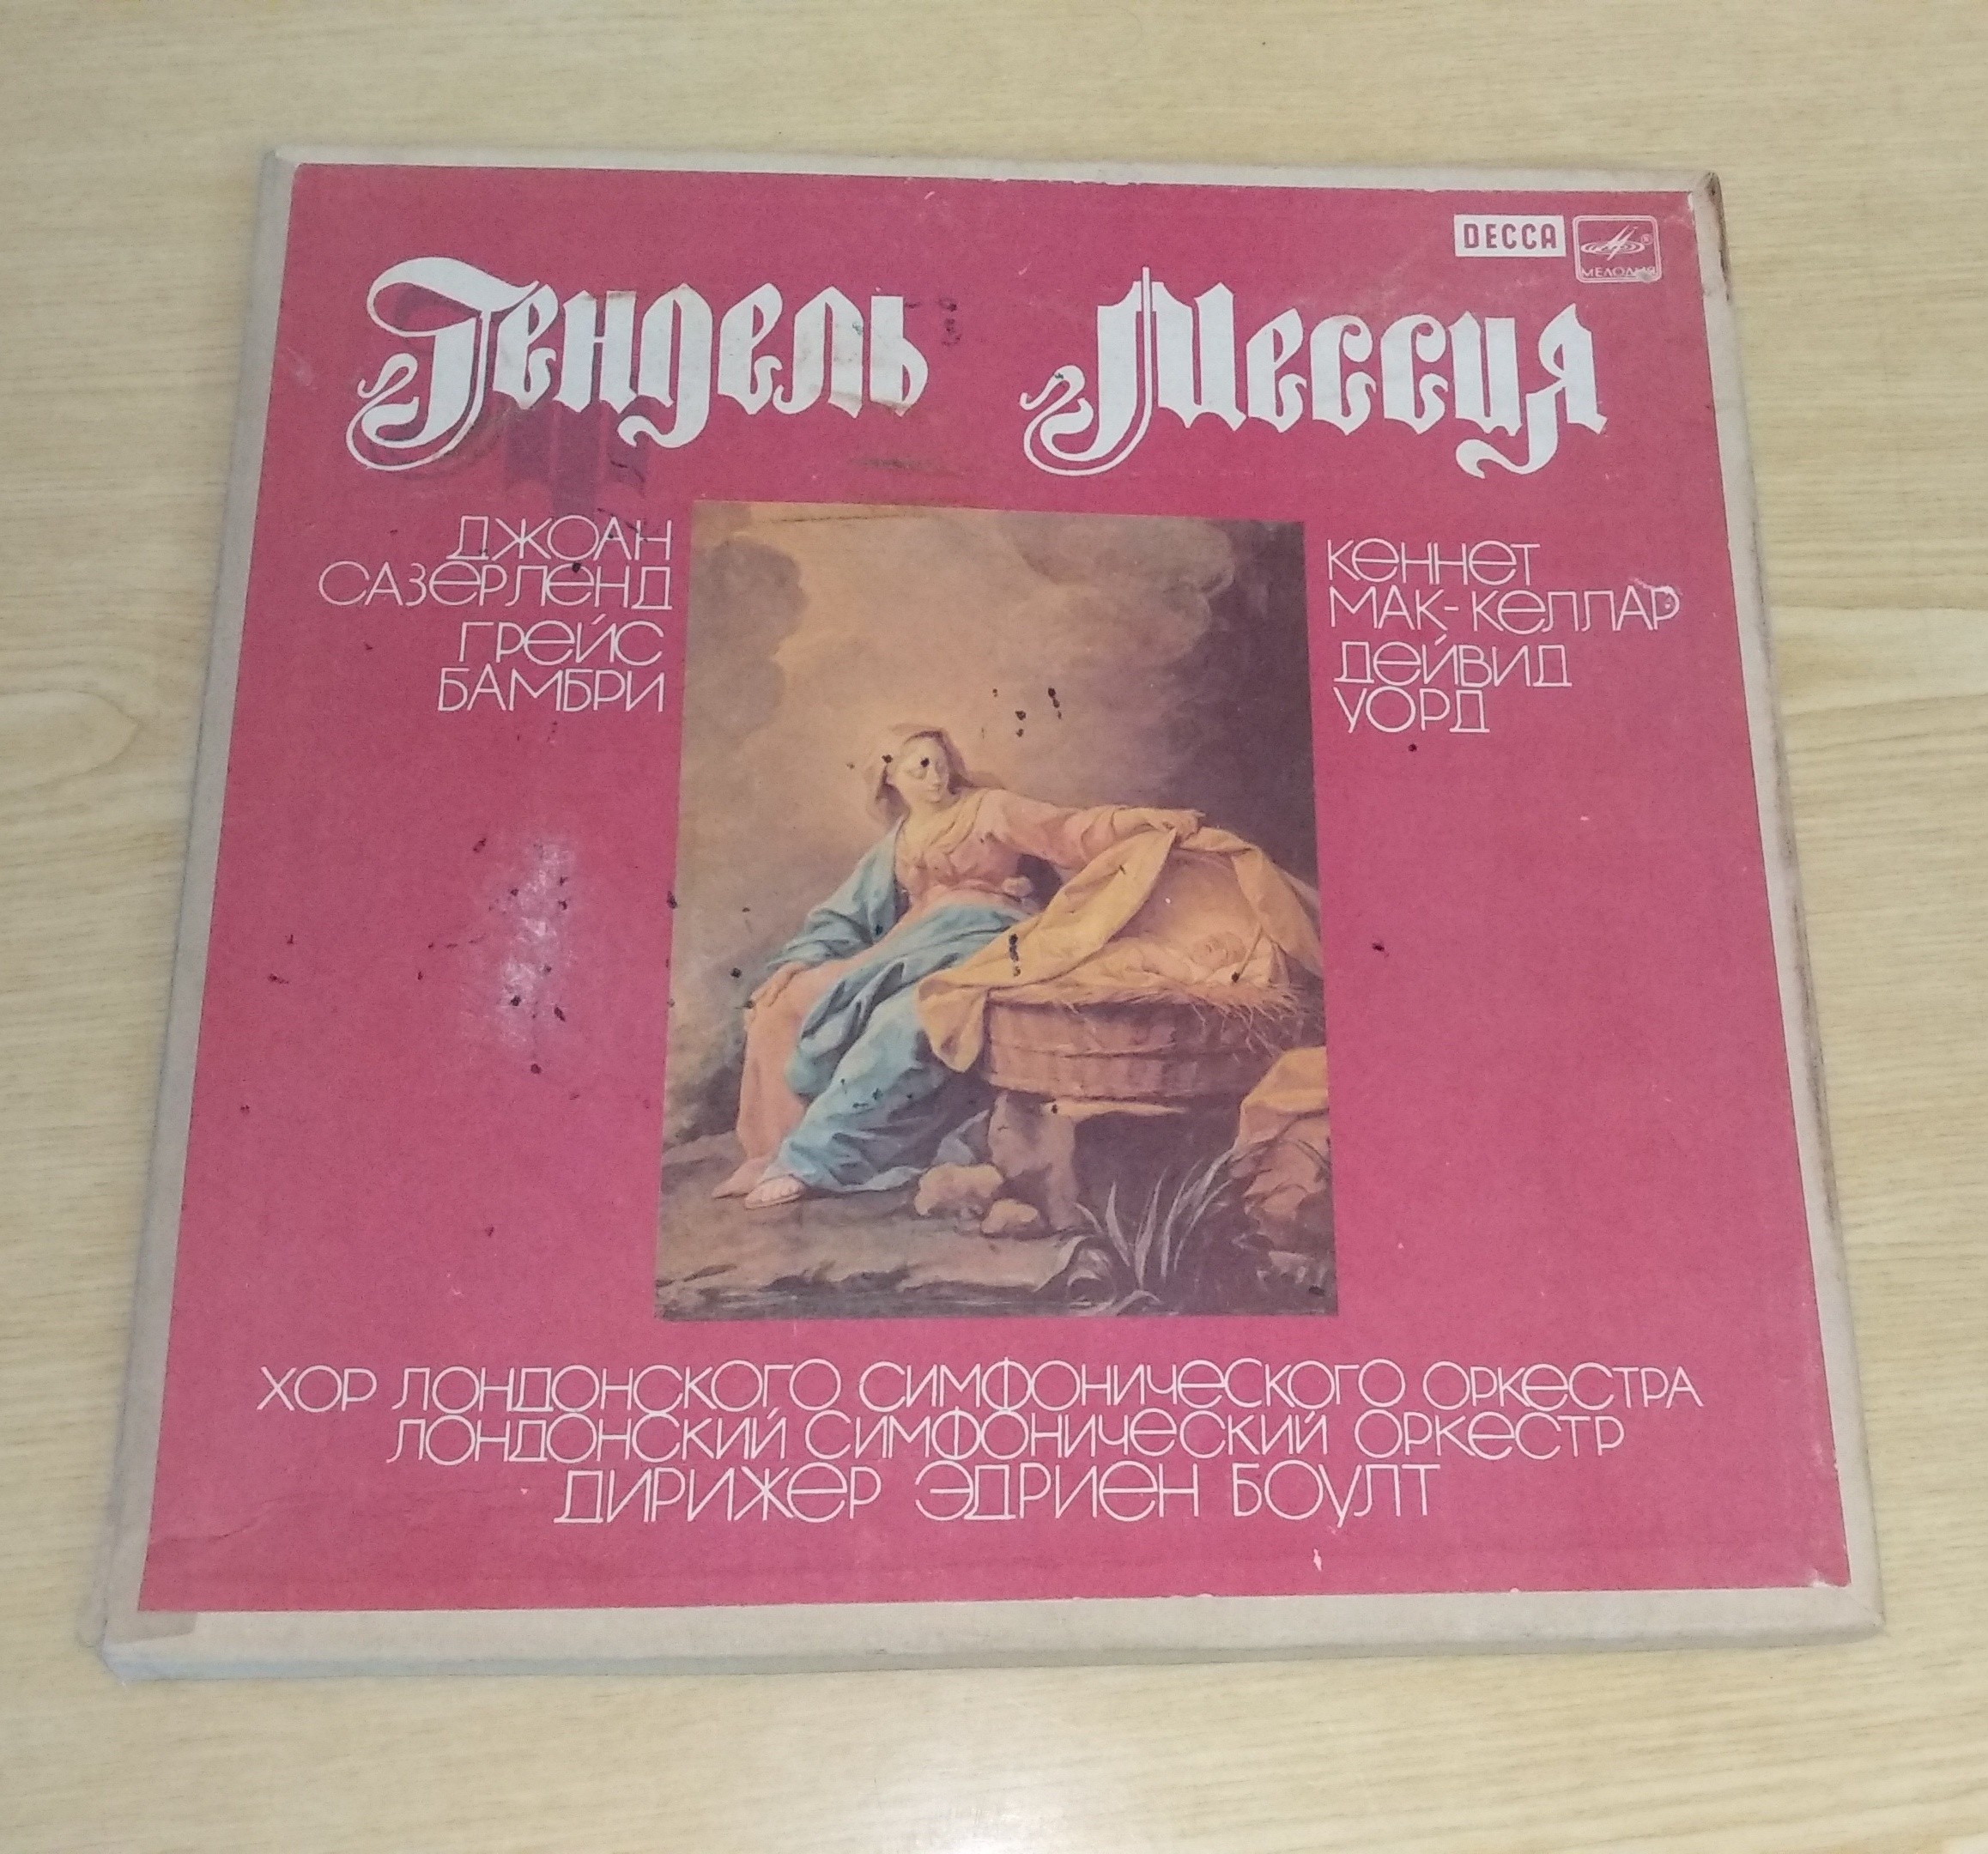 DECCA
МЕЛОДИЯ
Гендель Мессия
ДЖОАН
САЗЕРЛЕНД
ГРЕЙС
БАМБРИ
КЕННЕТ
МАК-КЕЛЛАР
ДЕЙВИД
УОРД
ХОР ЛОНДОНСКОГО СИМФОНИЧЕСКОГО ОРКЕСТРА
ЛОНДОНСКИЙ СИМФОНИЧЕСКИЙ ОРКЕСТР
ДИРИЖЕР ЭДРИЕН БОУЛТ